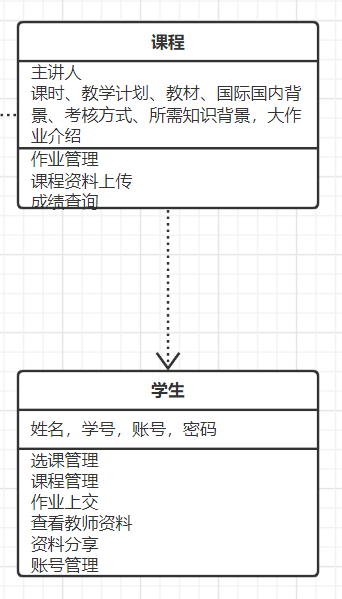 课程
主讲人
课时、教学计划、教材、国际国内背
景、考核方式、所需知识背景，大作
业介绍
作业管理
课程资料上传
成绩查询
学生
姓名，学号，账号，密码
选课管理
课程管理
作业上交
查看教师资料
资料分享
账号管理